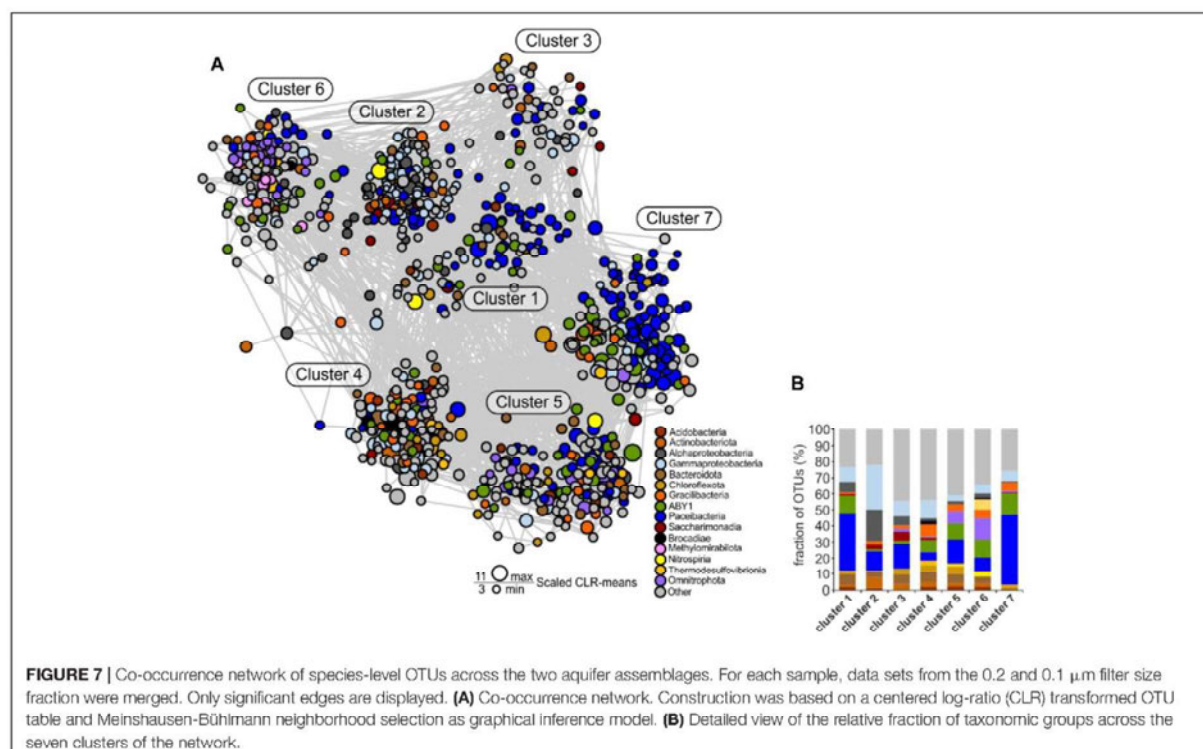 A
Cluster 3
Cluster 6
Cluster 2
Cluster 7
Cluster 1
Cluster 4
Cluster 5
Acidobacteria
Actinobacteriota
Alphaproteobacteria
Gammaproteobacteria
Bacteroidota
Chloroflexota
Gracilibacteria
ABY1
Paceibacteria
Saccharimonadia
Brocadiae
Methylomirabilota
Nitrospiria
Thermodesulfovibrionia
Omnitrophota
Other
11 max
3 min
Scaled CLR-means
B
fraction of OTUs (%)
100
90
80
70
60
50
40
30
20
10
0
cluster 1
cluster 2
cluster 3
cluster 4
cluster 5
cluster 6
cluster 7
FIGURE 7 | Co-occurrence network of species-level OTUs across the two aquifer assemblages. For each sample, data sets from the 0.2 and 0.1 μm filter size
fraction were merged. Only significant edges are displayed. (A) Co-occurrence network. Construction was based on a centered log-ratio (CLR) transformed OTU
table and Meinshausen-Bühlmann neighborhood selection as graphical inference model. (B) Detailed view of the relative fraction of taxonomic groups across the
seven clusters of the network.